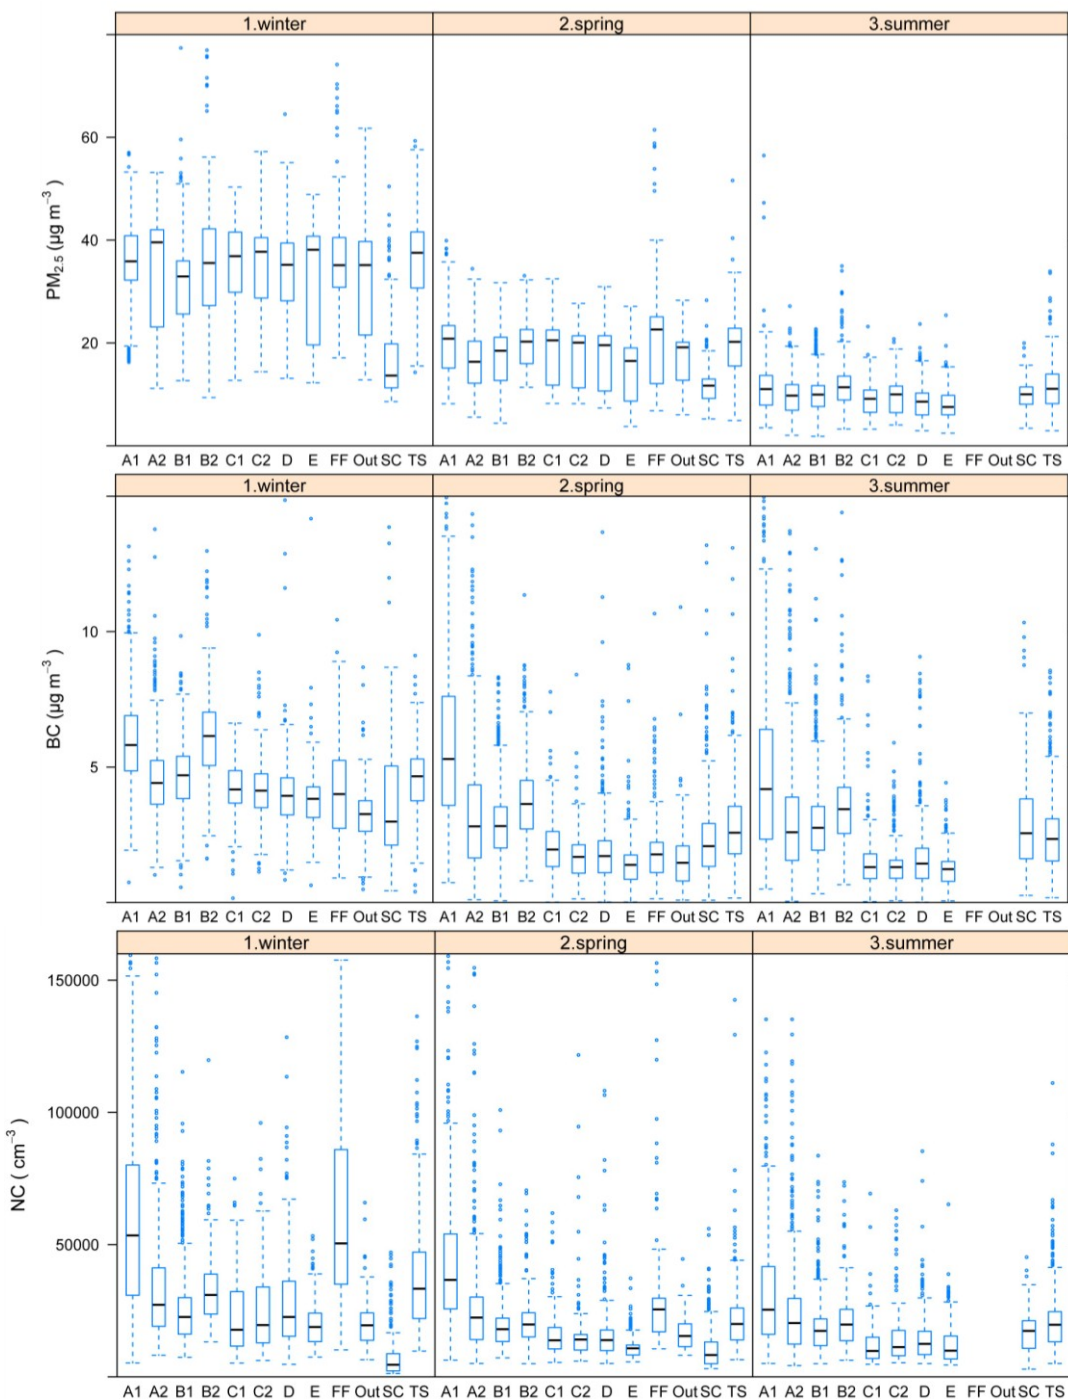 1.winter 2.spring 3.summer
60
40
20
PM2.5 (µg m−3 )
A1 A2 B1 B2 C1 C2 D E FF Out SC TS A1 A2 B1 B2 C1 C2 D E FF Out SC TS A1 A2 B1 B2 C1 C2 D E FF Out SC TS
1.winter 2.spring 3.summer
10
5
BC (µg m−3 )
A1 A2 B1 B2 C1 C2 D E FF Out SC TS A1 A2 B1 B2 C1 C2 D E FF Out SC TS A1 A2 B1 B2 C1 C2 D E FF Out SC TS
1.winter 2.spring 3.summer
150000
100000
50000
NC ( cm−3 )
A1 A2 B1 B2 C1 C2 D E FF Out SC TS A1 A2 B1 B2 C1 C2 D E FF Out SC TS A1 A2 B1 B2 C1 C2 D E FF Out SC TS